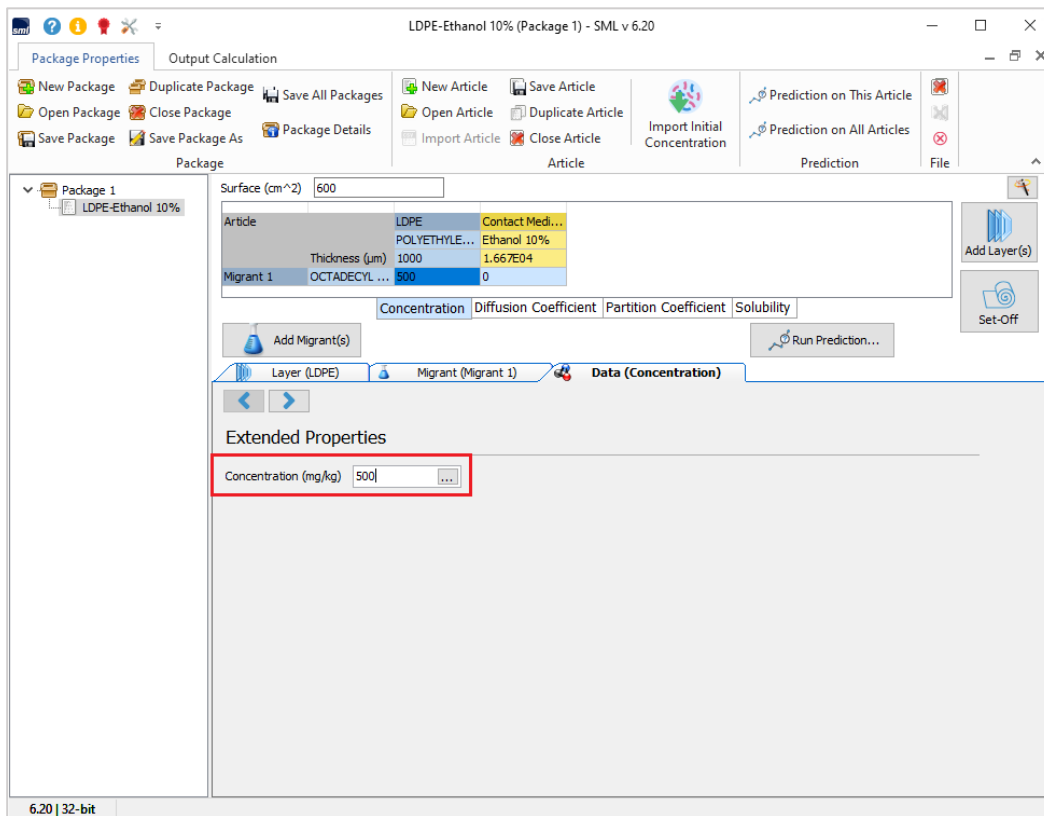 sml LDPE-Ethanol 10% (Package 1) - SML v 6.20
Package Properties Output Calculation
New Package Duplicate Package Save All Packages New Article Save Article Import Initial Concentration Prediction on This Article
Open Package Close Package Package Details Open Article Duplicate Article Prediction on All Articles
Save Package Save Package As Import Article Close Article
Package Article Prediction File
Package 1
LDPE-Ethanol 10%
Surface (cm^2) 600
Article LDPE Contact Medi...
POLYETHYLE... Ethanol 10%
Thickness (µm) 1000 1.667E04
Migrant 1 OCTADECYL ... 500 0
Add Layer(s)
Concentration Diffusion Coefficient Partition Coefficient Solubility
Set-Off
Add Migrant(s) Run Prediction...
Layer (LDPE) Migrant (Migrant 1) Data (Concentration)
Extended Properties
Concentration (mg/kg) 500 ...
6.20 | 32-bit